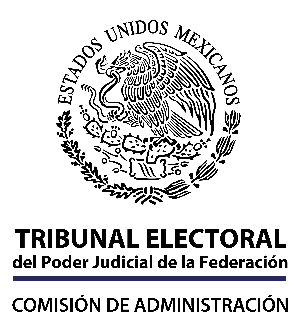 ESTADOS UNIDOS MEXICANOS
TRIBUNAL ELECTORAL
del Poder Judicial de la Federación
COMISIÓN DE ADMINISTRACIÓN